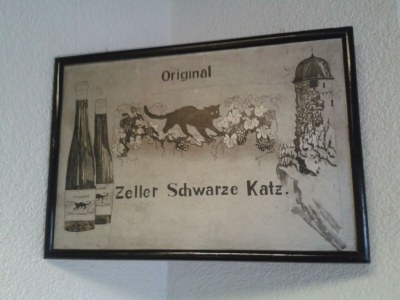 Original
Zeller Schwarze Katz.